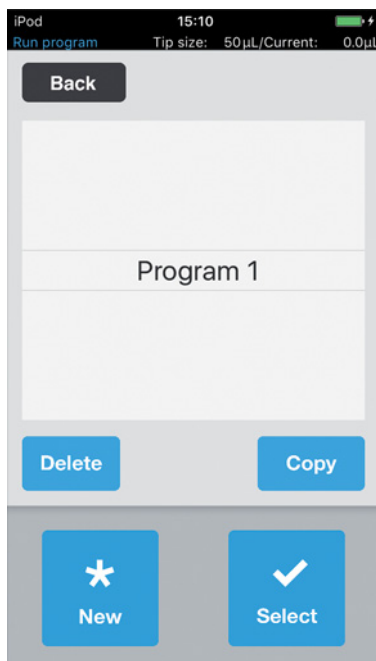 iPod 15:10
Run program Tip size: 50µL/Current: 0.0µL
Back
Program 1
Delete Copy
New Select